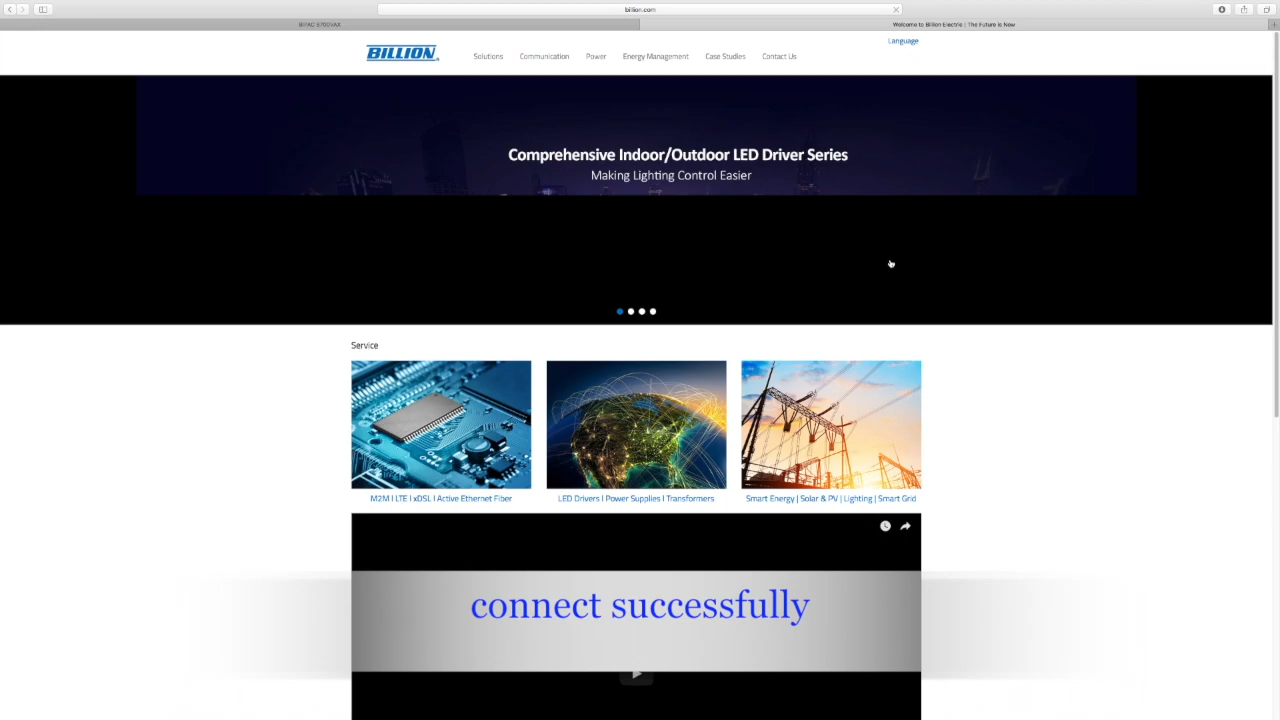 billion.com
BiPAC 8700VAX
Welcome to Billion Electric | The Future is Now
Language
BILLION
Solutions
Communication
Power
Energy Management
Case Studies
Contact Us
Comprehensive Indoor/Outdoor LED Driver Series
Making Lighting Control Easier
Service
M2M l LTE l xDSL l Active Ethernet Fiber
LED Drivers l Power Supplies l Transformers
Smart Energy | Solar & PV | Lighting | Smart Grid
connect successfully